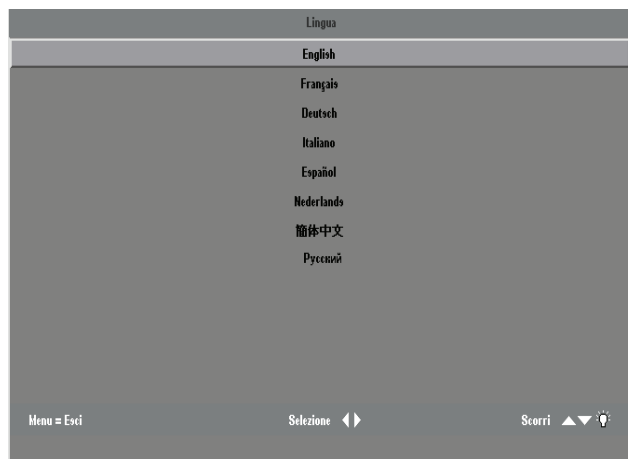 Lingua
English
Français
Deutsch
Italiano
Español
Nederlands
簡体中文
Русский
Menu = Esci Selezione Scorri